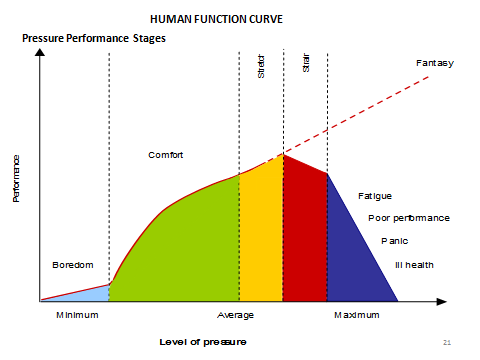 HUMAN FUNCTION CURVE
Pressure Performance Stages
Stretch
Strain
Fantasy
Comfort
Performance
Fatigue
Poor performance
Panic
Boredom
Ill health
Minimum
Average
Maximum
Level of pressure
21